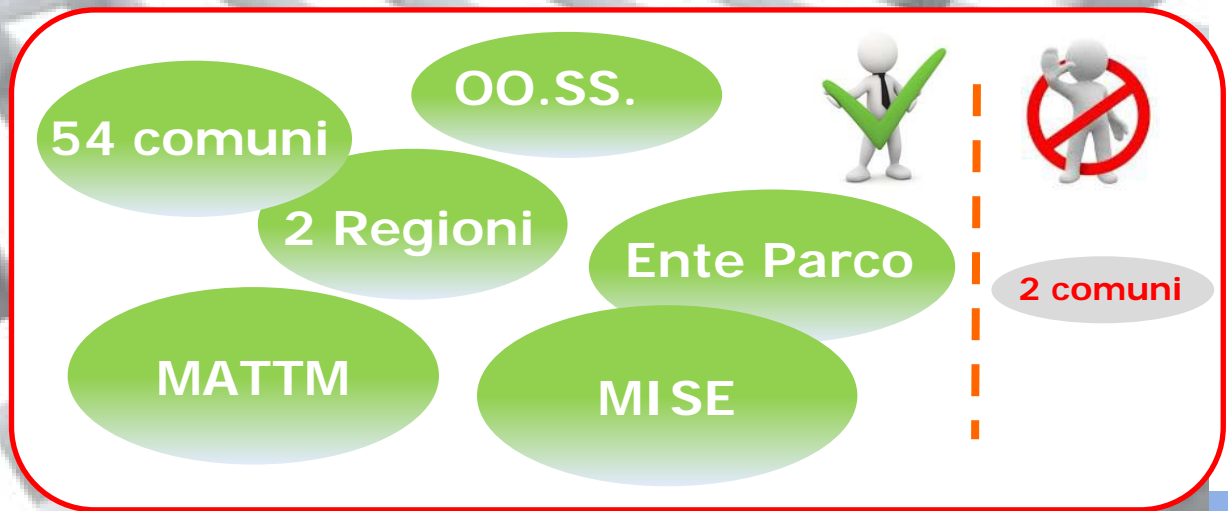 OO.SS.
54 comuni
2 Regioni
Ente Parco
2 comuni
MATTM
MISE